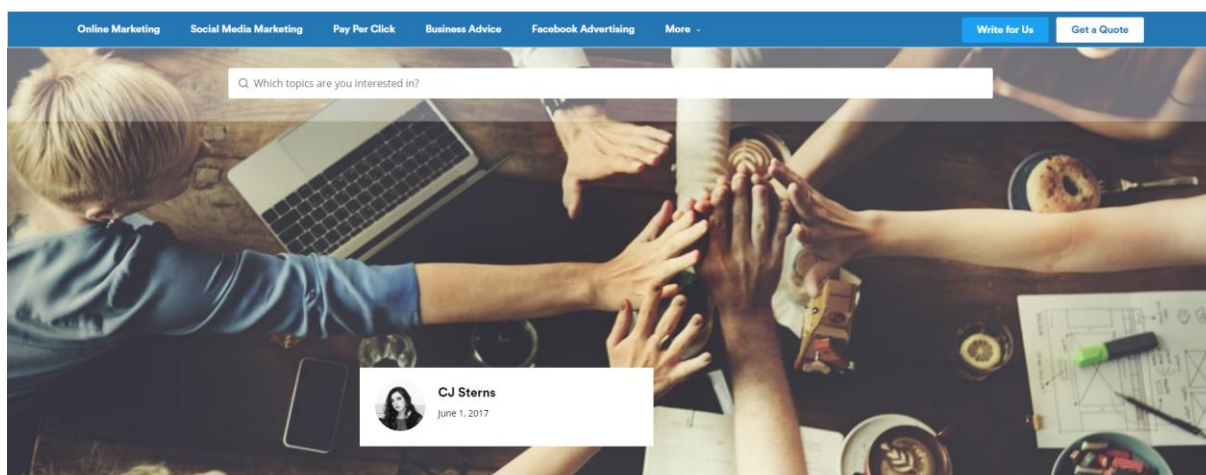 Online Marketing Social Media Marketing Pay Per Click Business Advice Facebook Advertising More Write for Us Get a Quote
Which topics are you interested in?
CJ Sterns
June 1, 2017